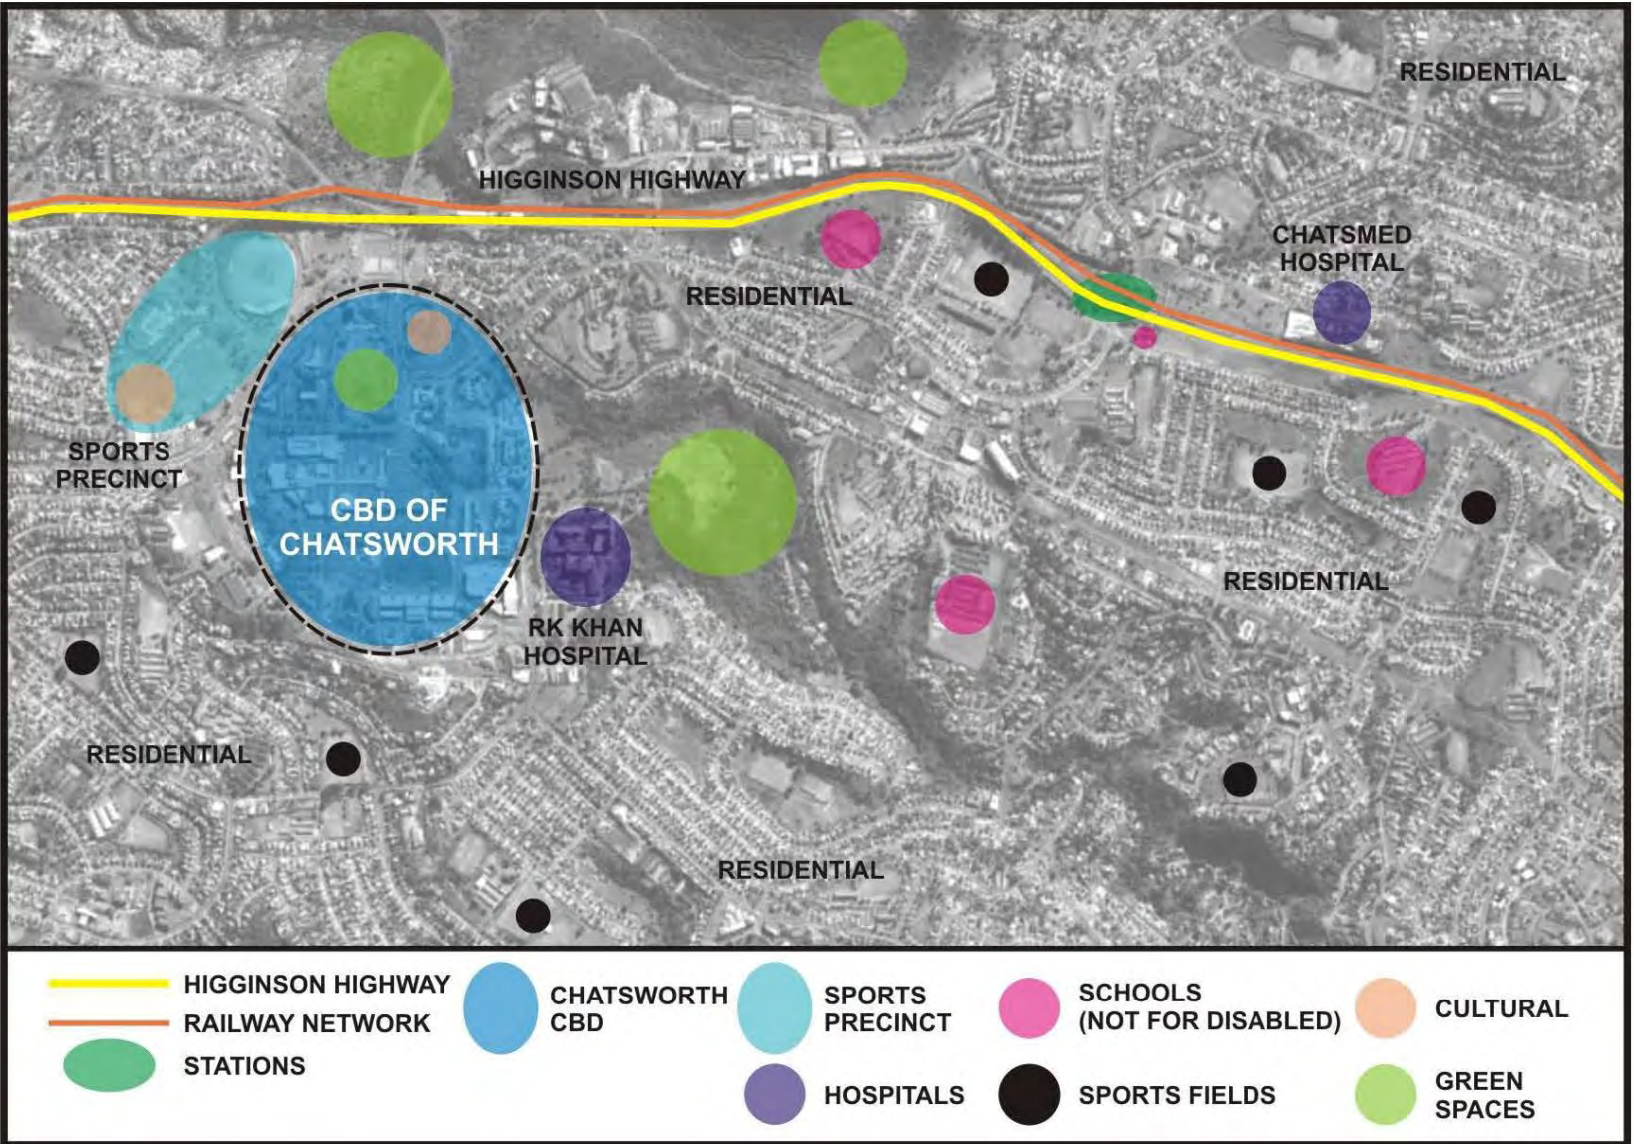 RESIDENTIAL
HIGGINSON HIGHWAY
CHATSMED
HOSPITAL
RESIDENTIAL
SPORTS
PRECINCT
CBD OF
CHATSWORTH
RESIDENTIAL
RK KHAN
HOSPITAL
RESIDENTIAL
RESIDENTIAL
HIGGINSON HIGHWAY
RAILWAY NETWORK
STATIONS
CHATSWORTH
CBD
SPORTS
PRECINCT
HOSPITALS
SCHOOLS
(NOT FOR DISABLED)
SPORTS FIELDS
CULTURAL
GREEN
SPACES